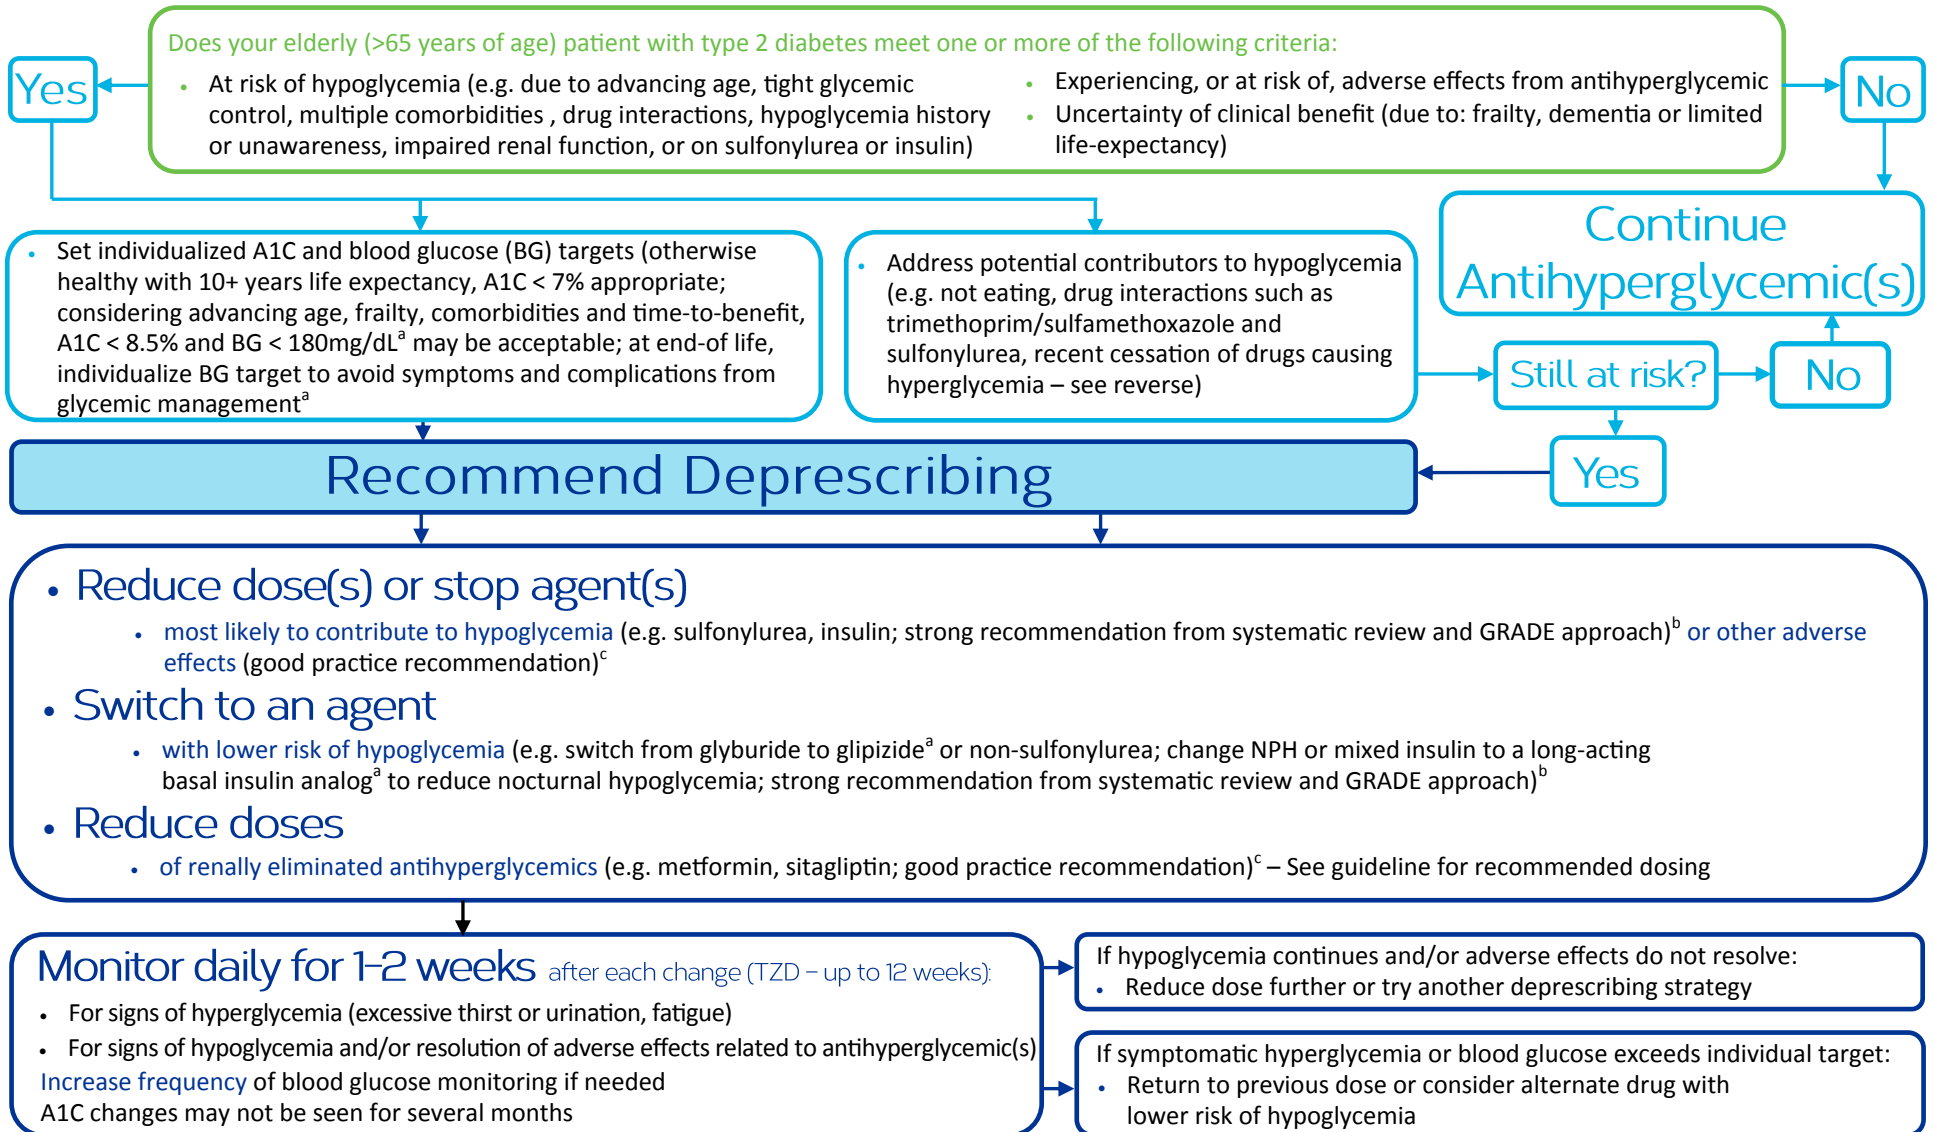 Does your elderly (>65 years of age) patient with type 2 diabetes meet one or more of the following criteria:
Yes
• At risk of hypoglycemia (e.g. due to advancing age, tight glycemic
control, multiple comorbidities , drug interactions, hypoglycemia history
or unawareness, impaired renal function, or on sulfonylurea or insulin)
• Experiencing, or at risk of, adverse effects from antihyperglycemic
• Uncertainty of clinical benefit (due to: frailty, dementia or limited
life-expectancy)
No
• Set individualized A1C and blood glucose (BG) targets (otherwise
healthy with 10+ years life expectancy, A1C < 7% appropriate;
considering advancing age, frailty, comorbidities and time-to-benefit,
A1C < 8.5% and BG < 180mg/dLᵃ may be acceptable; at end-of life,
individualize BG target to avoid symptoms and complications from
glycemic managementᵃ
• Address potential contributors to hypoglycemia
(e.g. not eating, drug interactions such as
trimethoprim/sulfamethoxazole and
sulfonylurea, recent cessation of drugs causing
hyperglycemia – see reverse)
Continue
Antihyperglycemic(s)
Still at risk?
No
Yes
Recommend Deprescribing
• Reduce dose(s) or stop agent(s)
• most likely to contribute to hypoglycemia (e.g. sulfonylurea, insulin; strong recommendation from systematic review and GRADE approach)ᵇ or other adverse
effects (good practice recommendation)ᶜ
• Switch to an agent
• with lower risk of hypoglycemia (e.g. switch from glyburide to glipizideᵃ or non-sulfonylurea; change NPH or mixed insulin to a long-acting
basal insulin analogᵃ to reduce nocturnal hypoglycemia; strong recommendation from systematic review and GRADE approach)ᵇ
• Reduce doses
• of renally eliminated antihyperglycemics (e.g. metformin, sitagliptin; good practice recommendation)ᶜ – See guideline for recommended dosing
Monitor daily for 1-2 weeks after each change (TZD – up to 12 weeks):
• For signs of hyperglycemia (excessive thirst or urination, fatigue)
• For signs of hypoglycemia and/or resolution of adverse effects related to antihyperglycemic(s)
Increase frequency of blood glucose monitoring if needed
A1C changes may not be seen for several months
If hypoglycemia continues and/or adverse effects do not resolve:
• Reduce dose further or try another deprescribing strategy
If symptomatic hyperglycemia or blood glucose exceeds individual target:
• Return to previous dose or consider alternate drug with
lower risk of hypoglycemia